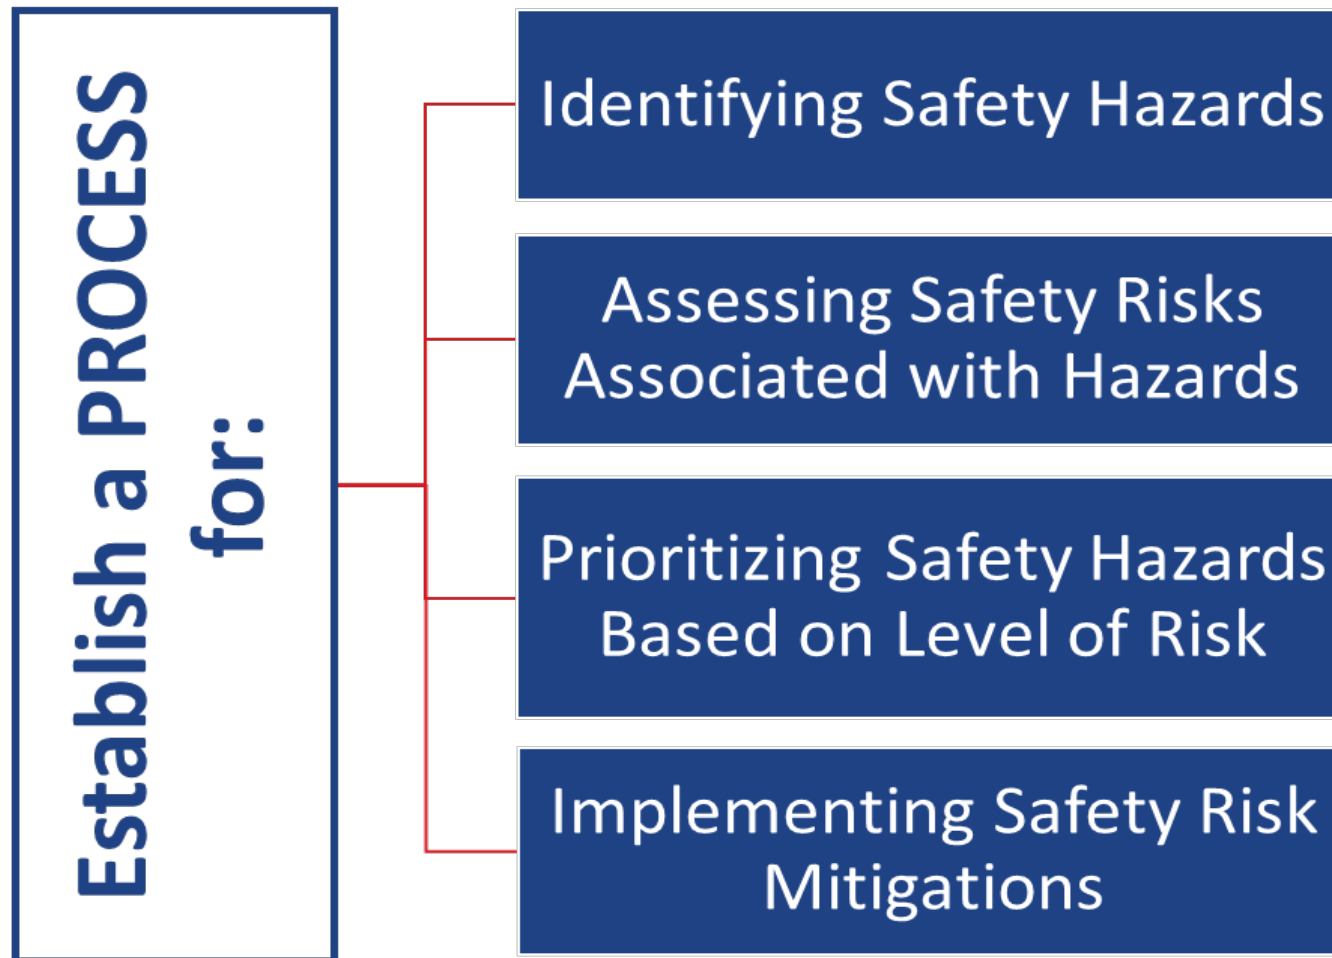 Establish a PROCESS
for:
Identifying Safety Hazards
Assessing Safety Risks
Associated with Hazards
Prioritizing Safety Hazards
Based on Level of Risk
Implementing Safety Risk
Mitigations